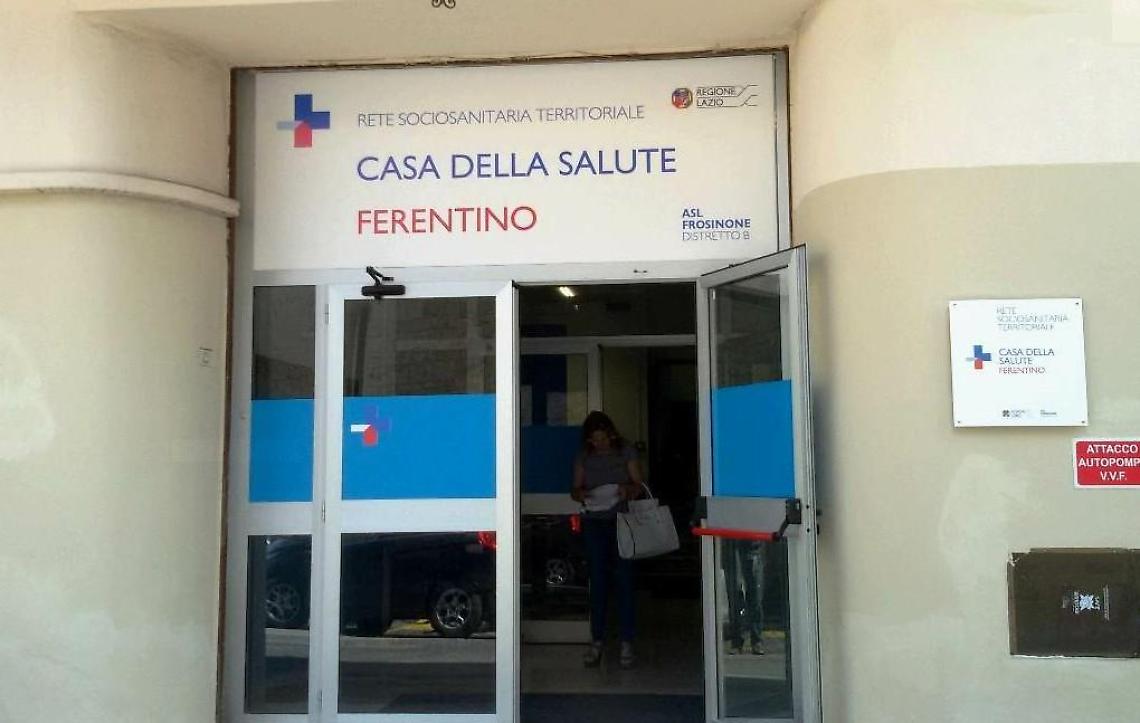 RETE SOCIOSANITARIA TERRITORIALE
REGIONE
LAZIO
CASA DELLA SALUTE
FERENTINO
ASL
FROSINONE
DISTRETTO B
RETE
SOCIOSANITARIA
TERRITORIALE
CASA DELLA
SALUTE
FERENTINO
ATTACCO
AUTOPOMP
V.V.F.